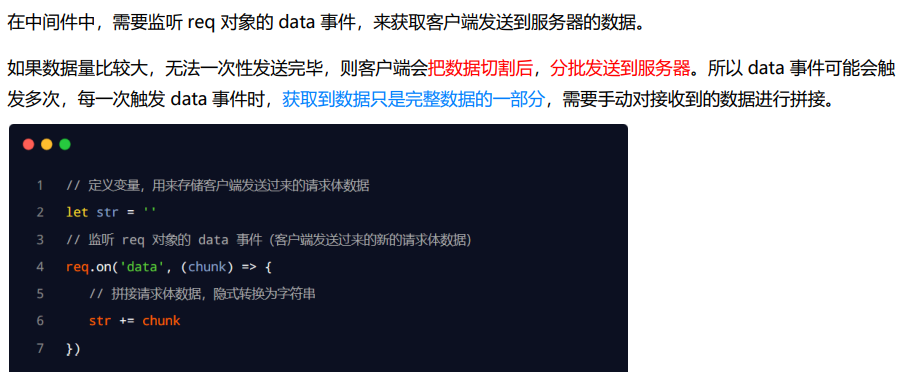 在中间件中，需要监听 req 对象的 data 事件，来获取客户端发送到服务器的数据。
如果数据量比较大，无法一次性发送完毕，则客户端会把数据切割后，分批发送到服务器。所以 data 事件可能会触
发多次，每一次触发 data 事件时，获取到数据只是完整数据的一部分，需要手动对接收到的数据进行拼接。
1 // 定义变量，用来存储客户端发送过来的请求体数据
2 let str = ''
3 // 监听 req 对象的 data 事件（客户端发送过来的新的请求体数据）
4 req.on('data', (chunk) => {
5 // 拼接请求体数据，隐式转换为字符串
6 str += chunk
7 })